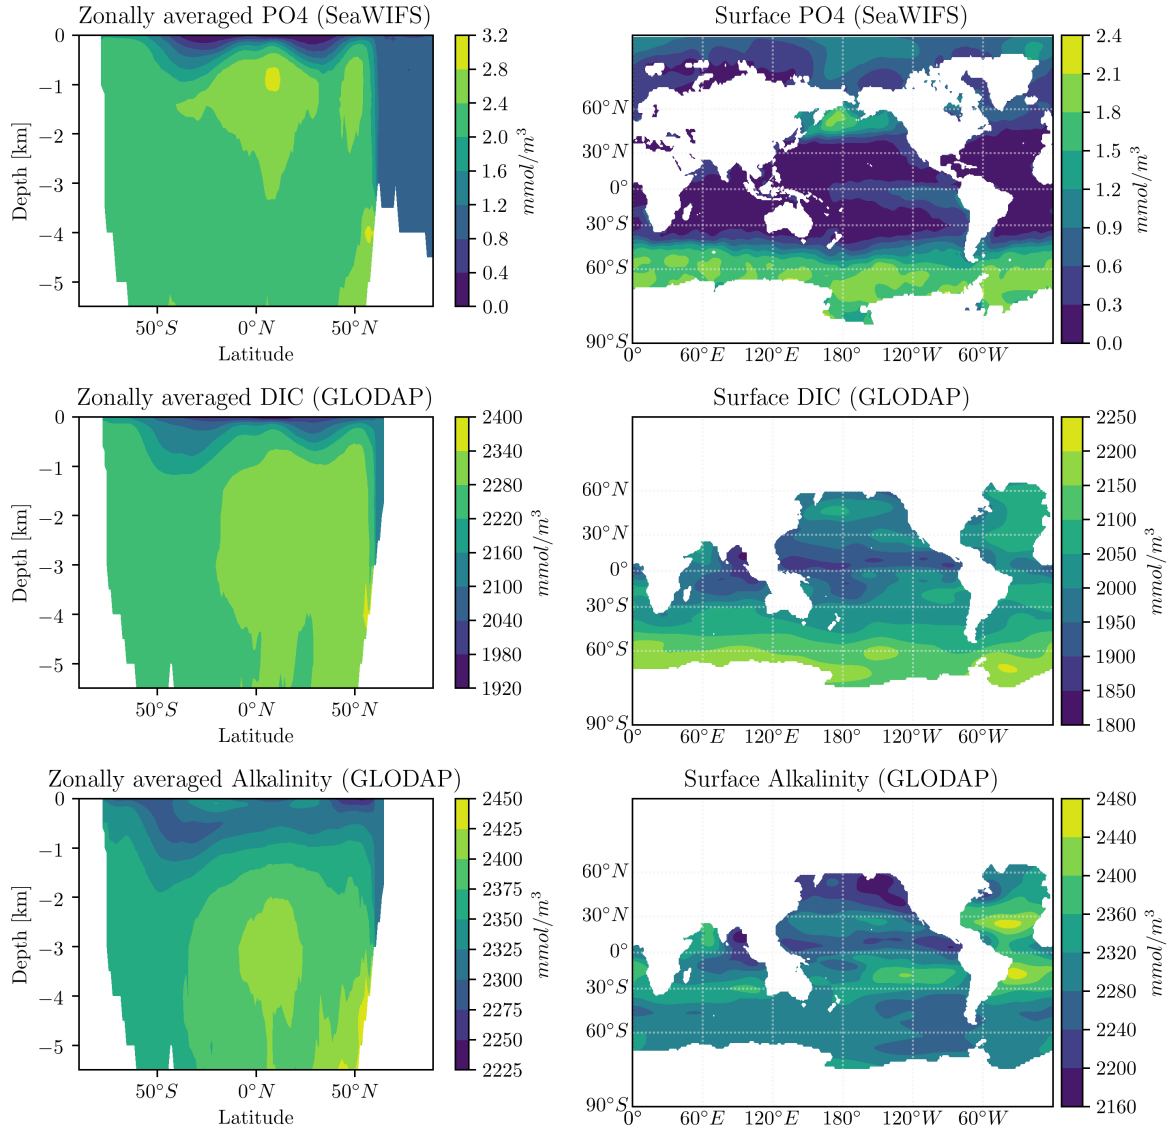 Zonally averaged PO4 (SeaWIFS)
0
−1
−2
−3
−4
−5
Depth [km]
50°S 0°N 50°N
Latitude
3.2
2.8
2.4
2.0
1.6
1.2
0.8
0.4
0.0
mmol/m³
Surface PO4 (SeaWIFS)
60°N
30°N
0°
30°S
60°S
90°S
0° 60°E 120°E 180° 120°W 60°W
2.4
2.1
1.8
1.5
1.2
0.9
0.6
0.3
0.0
mmol/m³
Zonally averaged DIC (GLODAP)
0
−1
−2
−3
−4
−5
Depth [km]
50°S 0°N 50°N
Latitude
2400
2340
2280
2220
2160
2100
2040
1980
1920
mmol/m³
Surface DIC (GLODAP)
60°N
30°N
0°
30°S
60°S
90°S
0° 60°E 120°E 180° 120°W 60°W
2250
2200
2150
2100
2050
2000
1950
1900
1850
1800
mmol/m³
Zonally averaged Alkalinity (GLODAP)
0
−1
−2
−3
−4
−5
Depth [km]
50°S 0°N 50°N
Latitude
2450
2425
2400
2375
2350
2325
2300
2275
2250
2225
mmol/m³
Surface Alkalinity (GLODAP)
60°N
30°N
0°
30°S
60°S
90°S
0° 60°E 120°E 180° 120°W 60°W
2480
2440
2400
2360
2320
2280
2240
2200
2160
mmol/m³